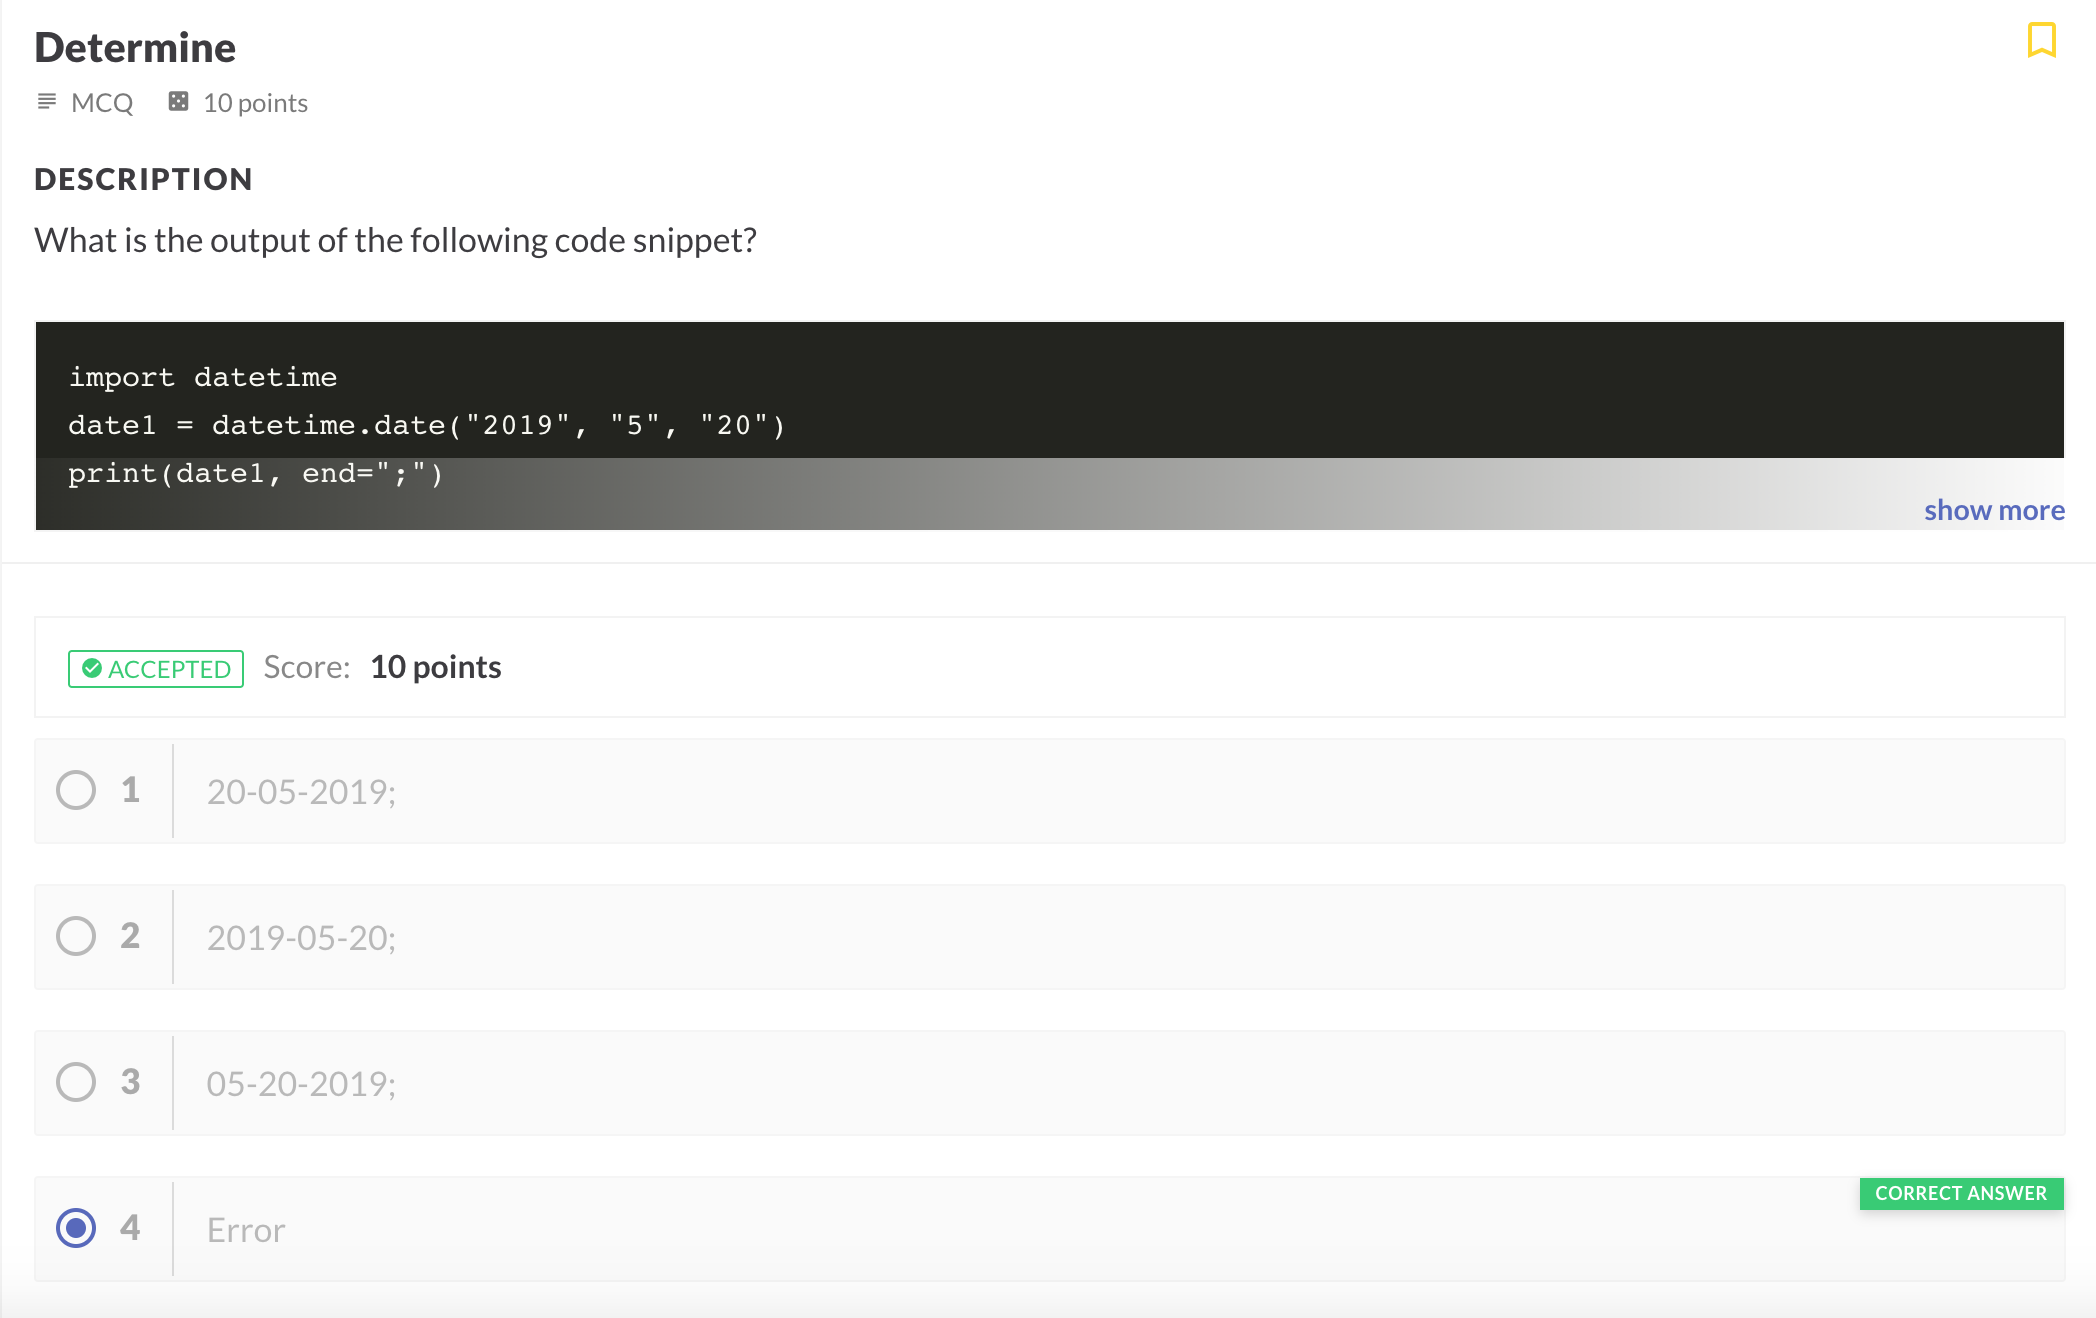 Determine
MCQ 10 points
DESCRIPTION
What is the output of the following code snippet?
import datetime
date1 = datetime.date("2019", "5", "20")
print(date1, end=";")
show more
ACCEPTED Score: 10 points
1 20-05-2019;
2 2019-05-20;
3 05-20-2019;
CORRECT ANSWER
4 Error